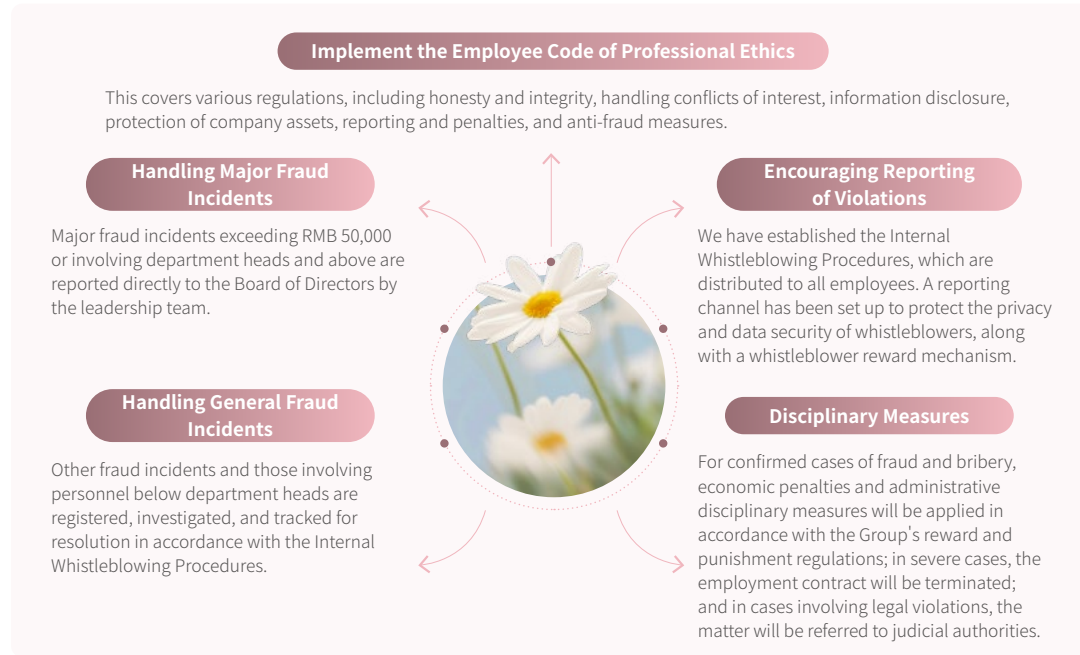 Implement the Employee Code of Professional Ethics
This covers various regulations, including honesty and integrity, handling conflicts of interest, information disclosure,
protection of company assets, reporting and penalties, and anti-fraud measures.
Handling Major Fraud
Incidents
Major fraud incidents exceeding RMB 50,000
or involving department heads and above are
reported directly to the Board of Directors by
the leadership team.
Encouraging Reporting
of Violations
We have established the Internal
Whistleblowing Procedures, which are
distributed to all employees. A reporting
channel has been set up to protect the privacy
and data security of whistleblowers, along
with a whistleblower reward mechanism.
Handling General Fraud
Incidents
Other fraud incidents and those involving
personnel below department heads are
registered, investigated, and tracked for
resolution in accordance with the Internal
Whistleblowing Procedures.
Disciplinary Measures
For confirmed cases of fraud and bribery,
economic penalties and administrative
disciplinary measures will be applied in
accordance with the Group's reward and
punishment regulations; in severe cases, the
employment contract will be terminated;
and in cases involving legal violations, the
matter will be referred to judicial authorities.